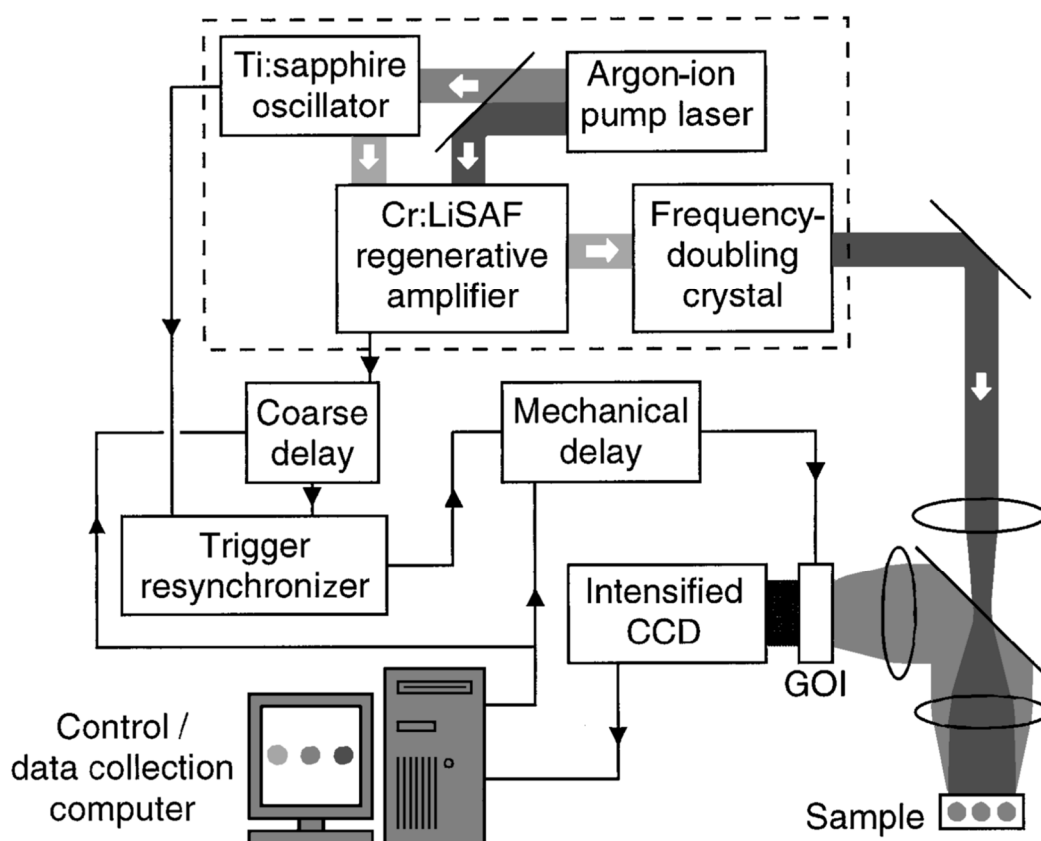 Ti:sapphire
oscillator
Argon-ion
pump laser
Cr:LiSAF
regenerative
amplifier
Frequency-
doubling
crystal
Coarse
delay
Mechanical
delay
Trigger
resynchronizer
Intensified
CCD
GOI
Control /
data collection
computer
Sample